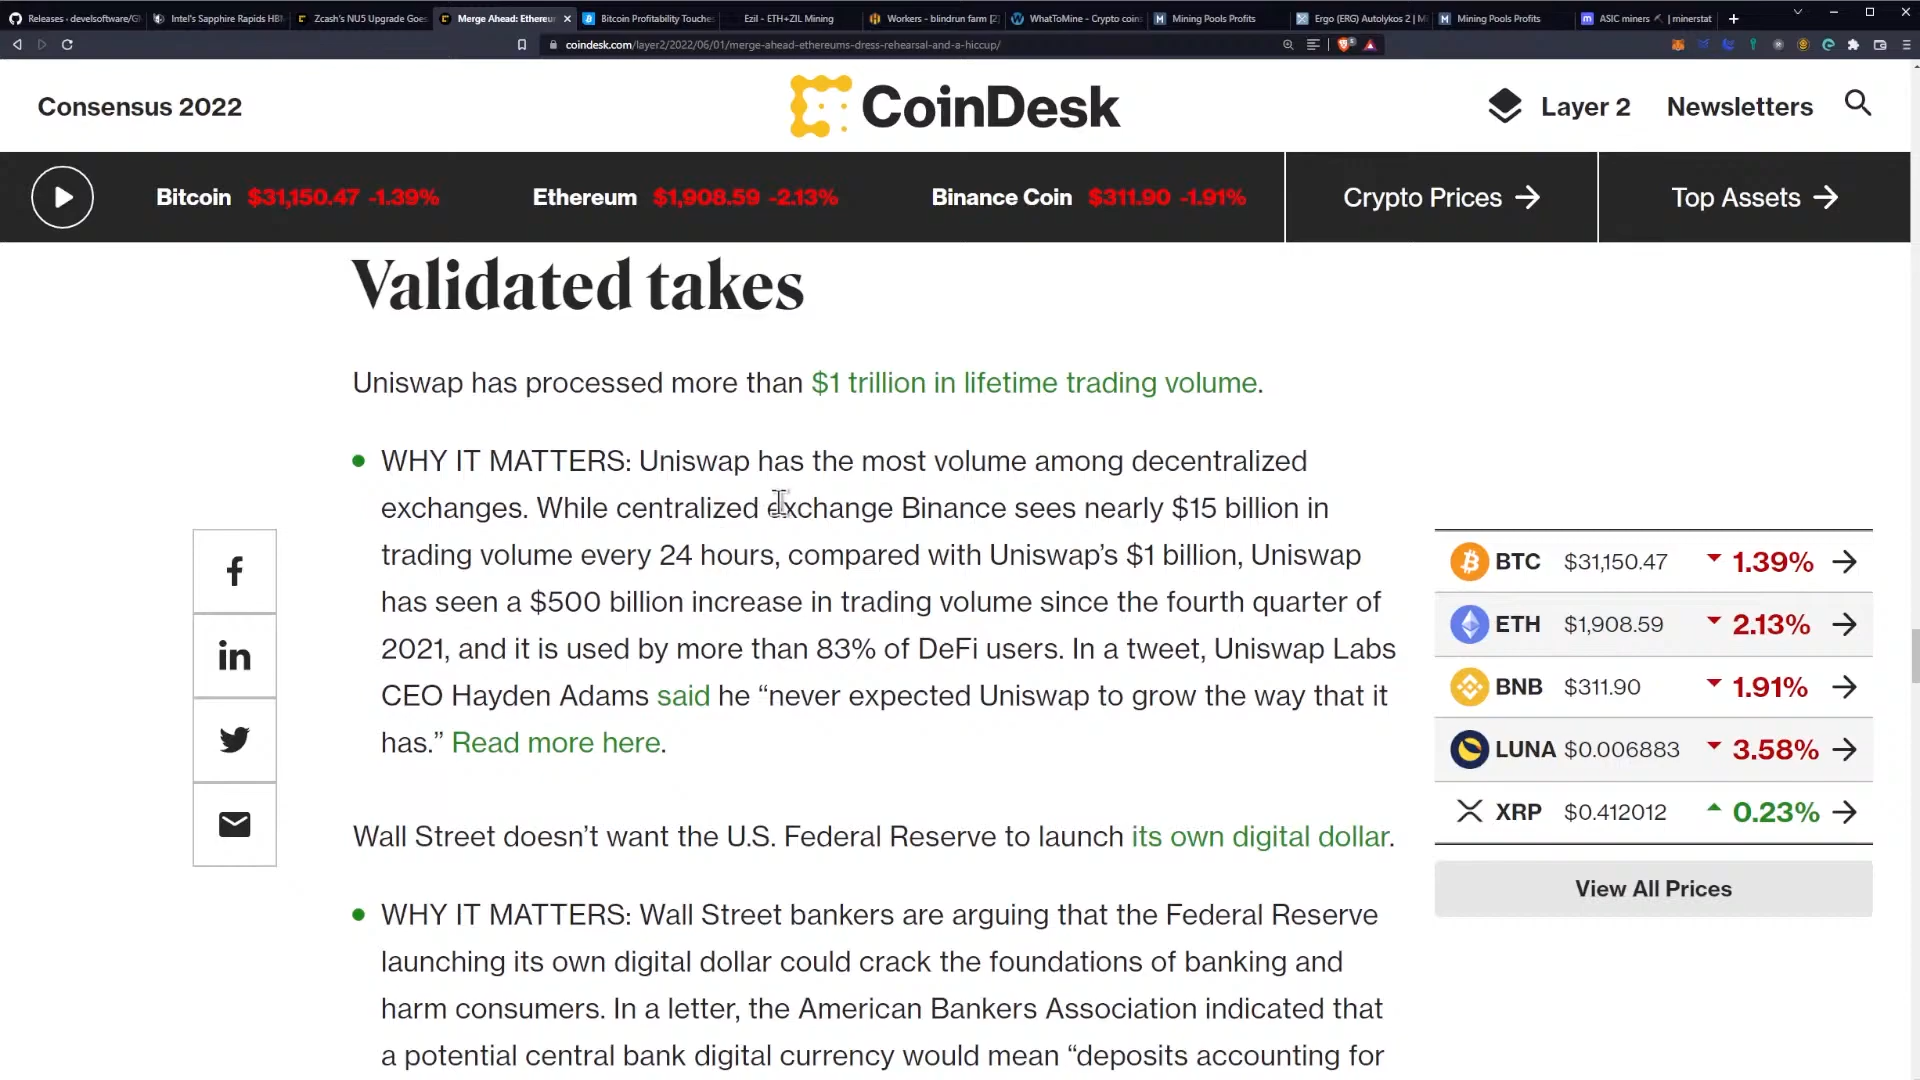 Releases - develsoftware/G
Intel's Sapphire Rapids HB
Zcash's NU5 Upgrade Goes
Merge Ahead: Ethereu
Bitcoin Profitability Touche
Ezil - ETH+ZIL Mining
Workers - blindrun farm [2]
WhatToMine - Crypto coin
Mining Pools Profits
Ergo (ERG) Autolykos 2 | M
Mining Pools Profits
ASIC miners | minerstat
coindesk.com/layer2/2022/06/01/merge-ahead-ethereums-dress-rehearsal-and-a-hiccup/
Consensus 2022
CoinDesk
Layer 2
Newsletters
Bitcoin $31,150.47 -1.39%
Ethereum $1,908.59 -2.13%
Binance Coin $311.90 -1.91%
Crypto Prices →
Top Assets →
Validated takes
Uniswap has processed more than $1 trillion in lifetime trading volume.
• WHY IT MATTERS: Uniswap has the most volume among decentralized
exchanges. While centralized exchange Binance sees nearly $15 billion in
trading volume every 24 hours, compared with Uniswap’s $1 billion, Uniswap
has seen a $500 billion increase in trading volume since the fourth quarter of
2021, and it is used by more than 83% of DeFi users. In a tweet, Uniswap Labs
CEO Hayden Adams said he “never expected Uniswap to grow the way that it
has.” Read more here.
Wall Street doesn’t want the U.S. Federal Reserve to launch its own digital dollar.
• WHY IT MATTERS: Wall Street bankers are arguing that the Federal Reserve
launching its own digital dollar could crack the foundations of banking and
harm consumers. In a letter, the American Bankers Association indicated that
a potential central bank digital currency would mean “deposits accounting for
BTC $31,150.47 1.39% →
ETH $1,908.59 2.13% →
BNB $311.90 1.91% →
LUNA $0.006883 3.58% →
XRP $0.412012 0.23% →
View All Prices